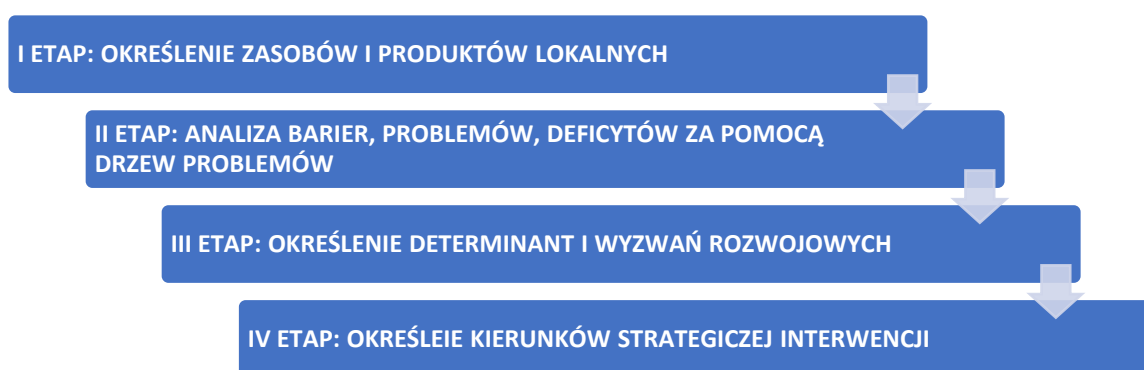 I ETAP: OKREŚLENIE ZASOBÓW I PRODUKTÓW LOKALNYCH
II ETAP: ANALIZA BARIER, PROBLEMÓW, DEFICYTÓW ZA POMOCĄ
DRZEW PROBLEMÓW
III ETAP: OKREŚLENIE DETERMINANT I WYZWAŃ ROZWOJOWYCH
IV ETAP: OKREŚLEIE KIERUNKÓW STRATEGICZEJ INTERWENCJI